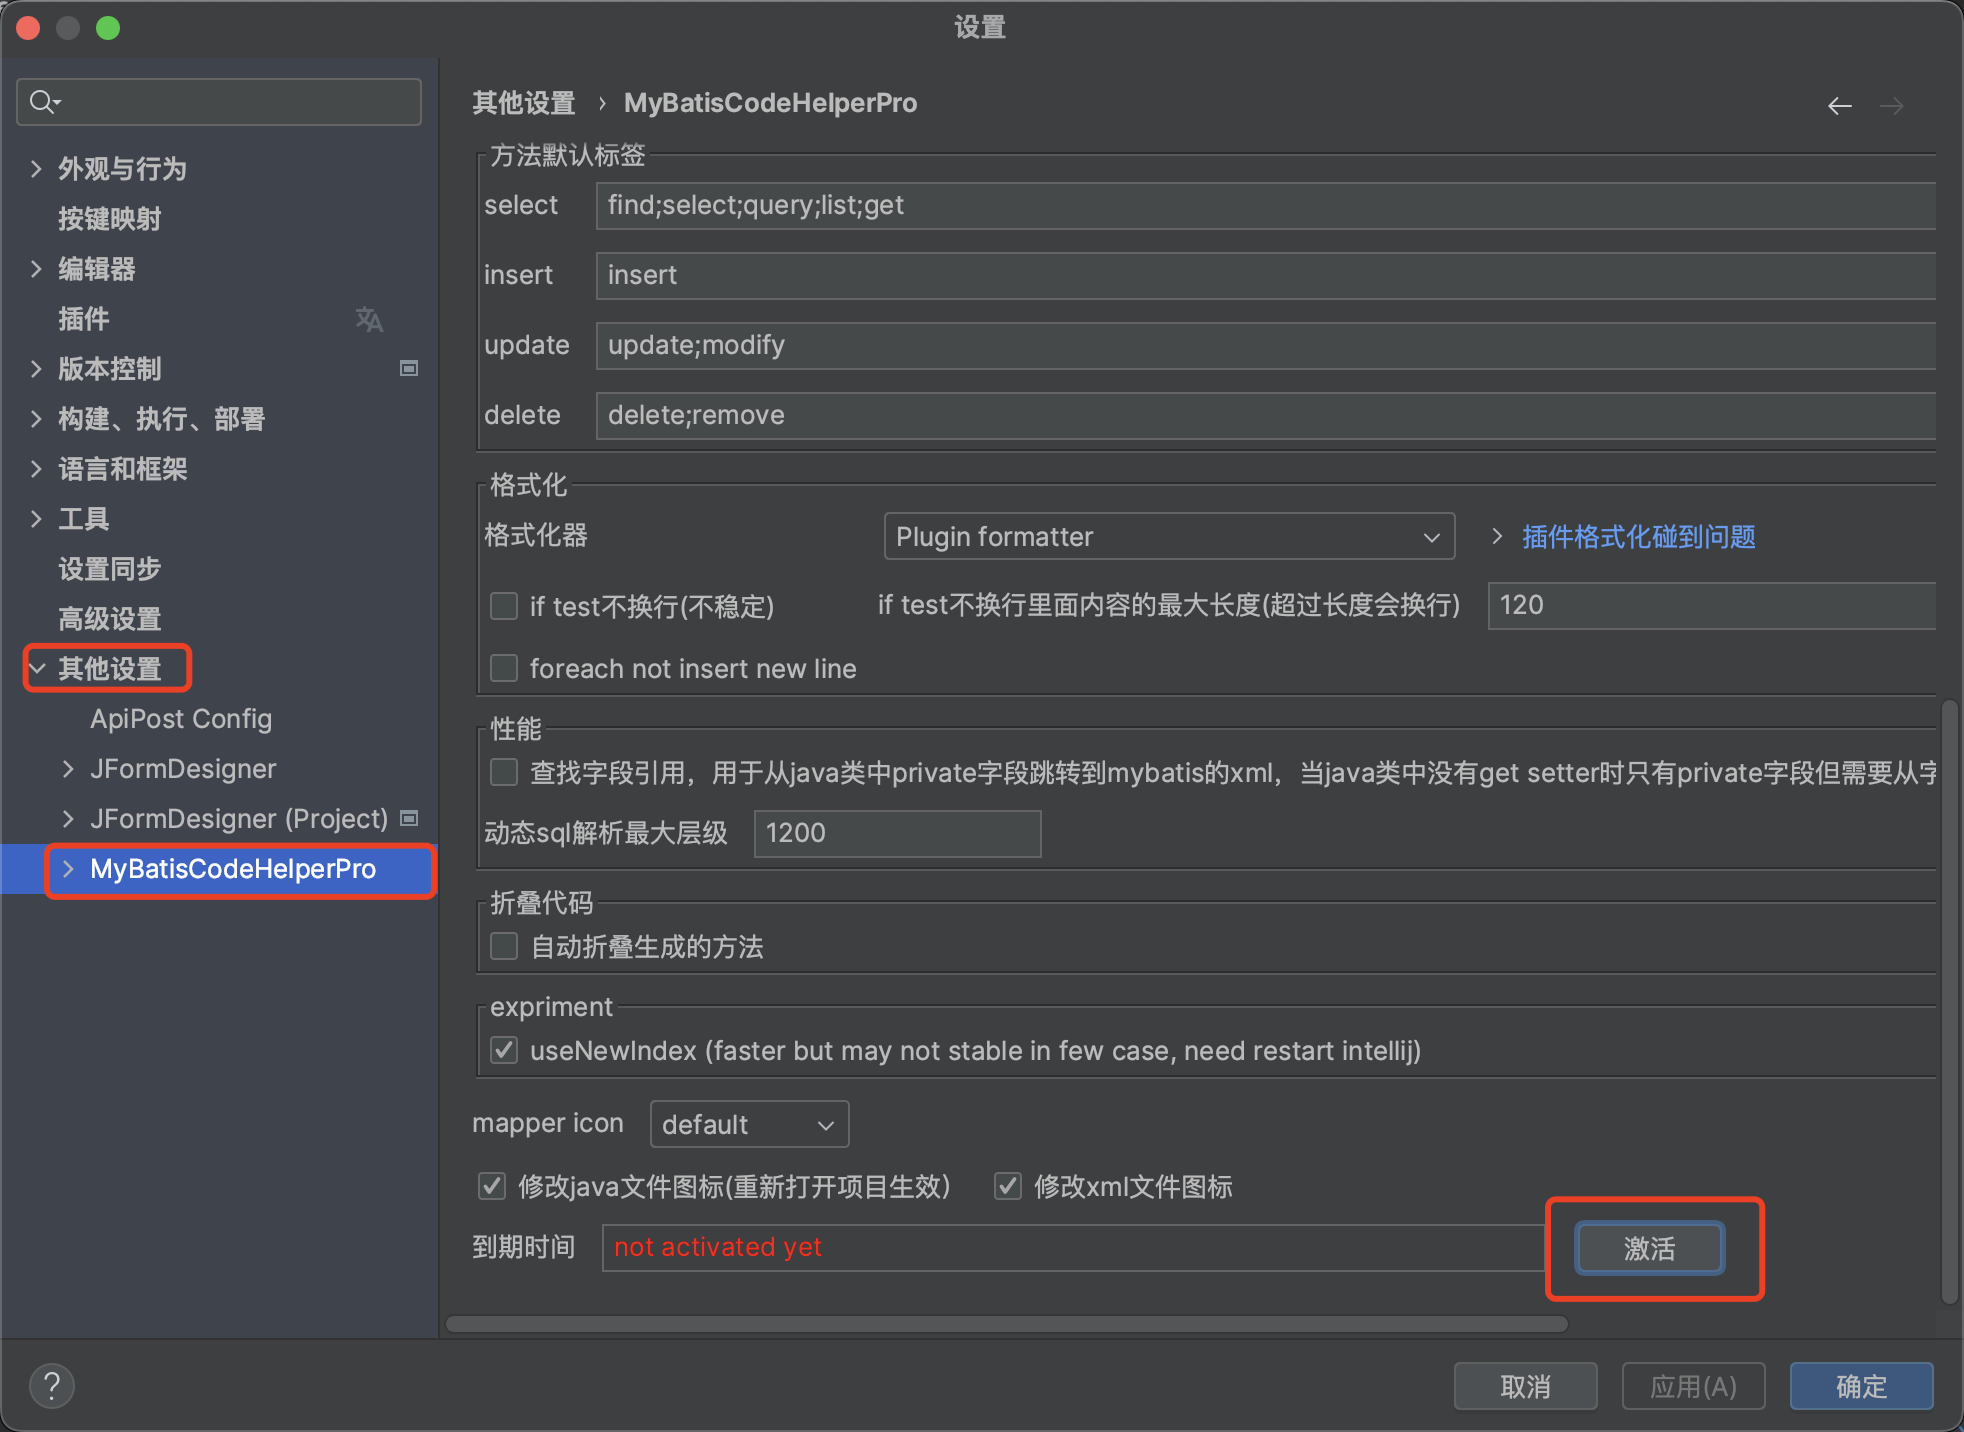 设置
其他设置 › MyBatisCodeHelperPro
外观与行为
按键映射
编辑器
插件
版本控制
构建、执行、部署
语言和框架
工具
设置同步
高级设置
其他设置
ApiPost Config
JFormDesigner
JFormDesigner (Project)
MyBatisCodeHelperPro
方法默认标签
select find;select;query;list;get
insert insert
update update;modify
delete delete;remove
格式化
格式化器 Plugin formatter 插件格式化碰到问题
if test不换行(不稳定) if test不换行里面内容的最大长度(超过长度会换行) 120
foreach not insert new line
性能
查找字段引用，用于从java类中private字段跳转到mybatis的xml，当java类中没有get setter时只有private字段但需要从字
动态sql解析最大层级 1200
折叠代码
自动折叠生成的方法
expriment
useNewIndex (faster but may not stable in few case, need restart intellij)
mapper icon default
修改java文件图标(重新打开项目生效) 修改xml文件图标
到期时间 not activated yet 激活
? 取消 应用(A) 确定